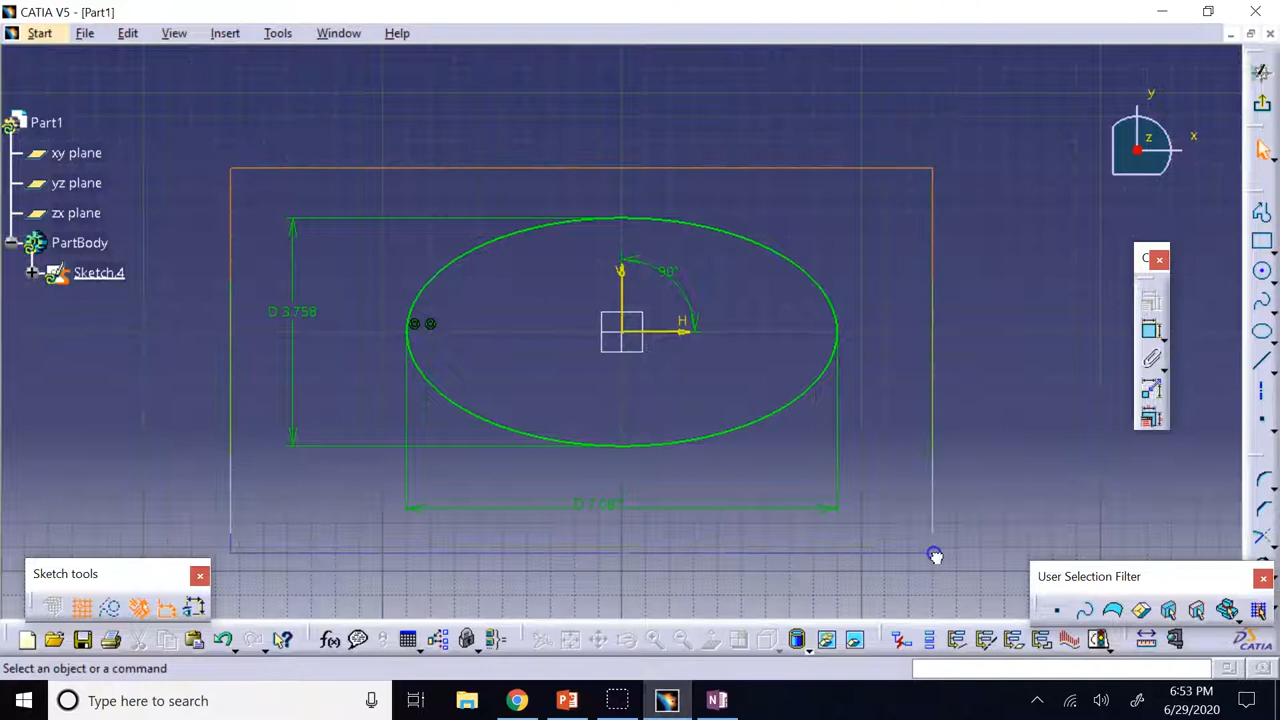 CATIA V5 - [Part1]
Start File Edit View Insert Tools Window Help
y
x
z
Part1
xy plane
yz plane
zx plane
PartBody
Sketch.4
D 3.758
90°
V
H
Sketch tools
User Selection Filter
f(x)
CATIA
Select an object or a command
Type here to search
6:53 PM
6/29/2020